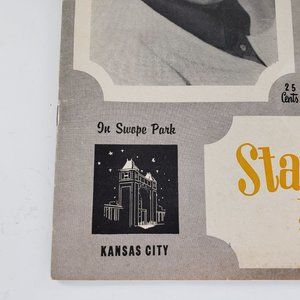 25
Cents
In Swope Park
Sta
KANSAS CITY